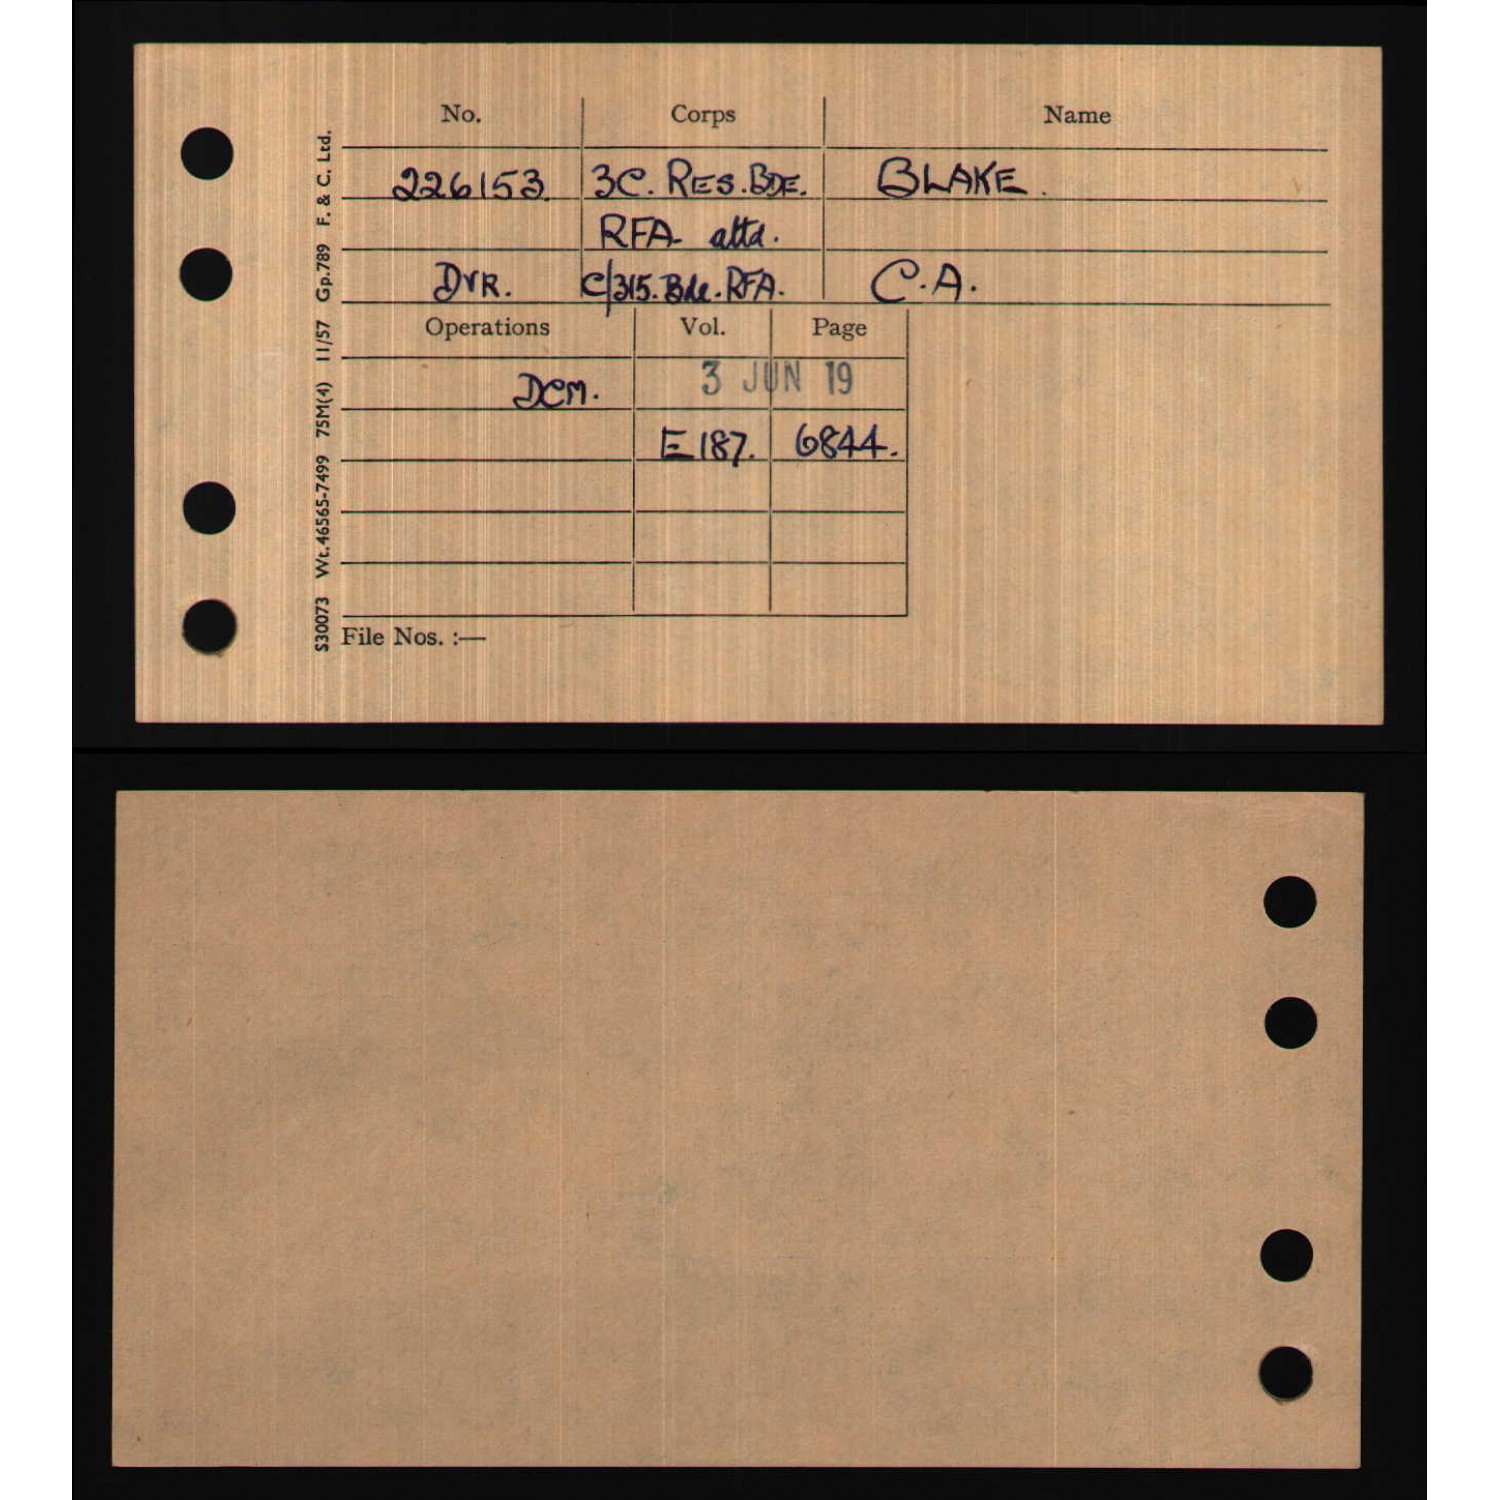 No. Corps Name
226153. 3C. RES. BDE. BLAKE.
RFA attd.
DVR. C/315. Bde. RFA. C.A.
Operations Vol. Page
DCM. 3 JUN 19
E 187. 6844.
File Nos. :—
S30073 Wt.46565-7499 75M(4) 11/57 Gp.789 F. & C. Ltd.